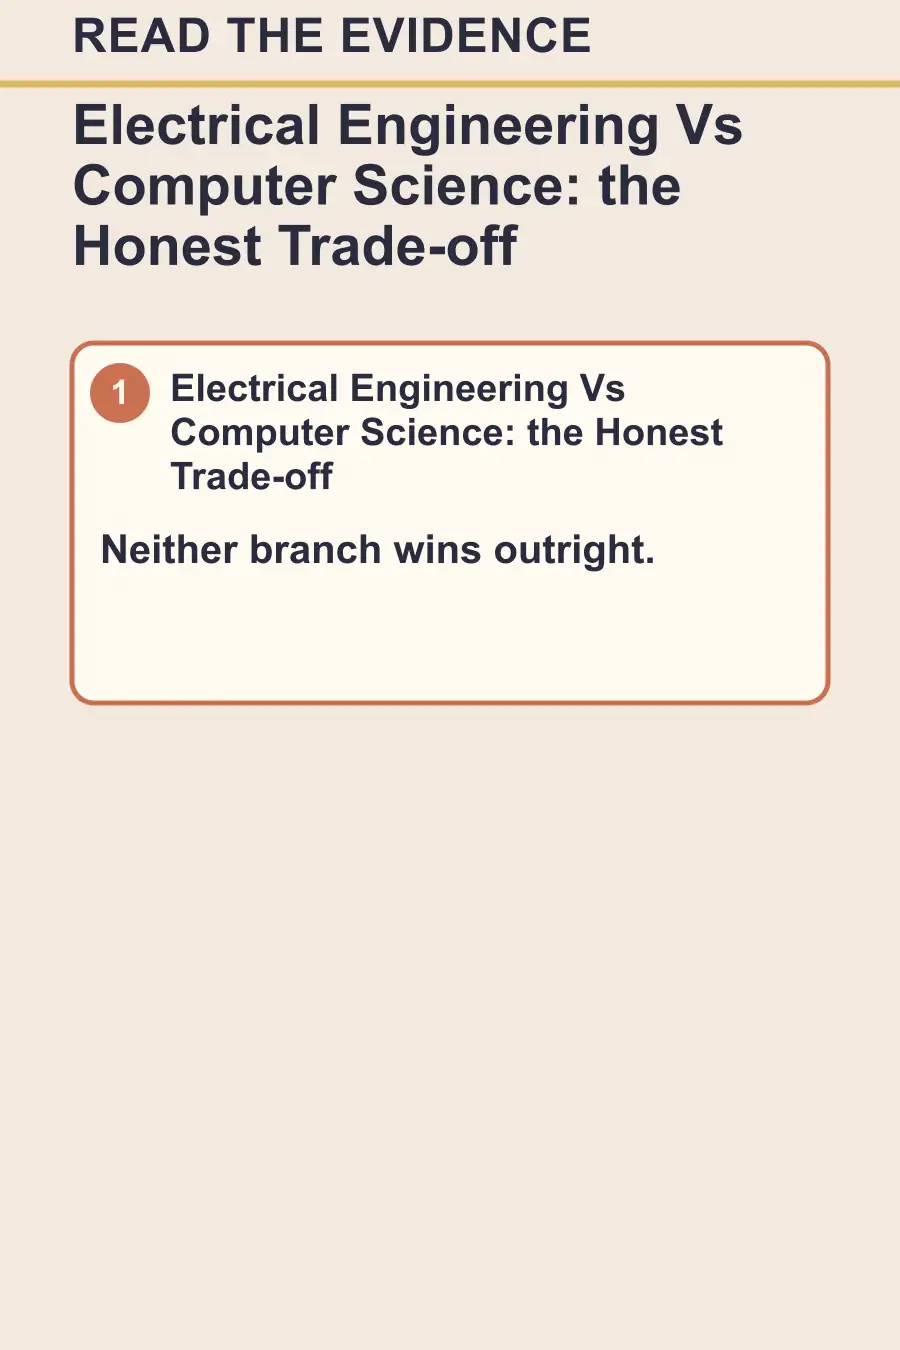 READ THE EVIDENCE
Electrical Engineering Vs
Computer Science: the
Honest Trade-off
1
Electrical Engineering Vs
Computer Science: the Honest
Trade-off
Neither branch wins outright.